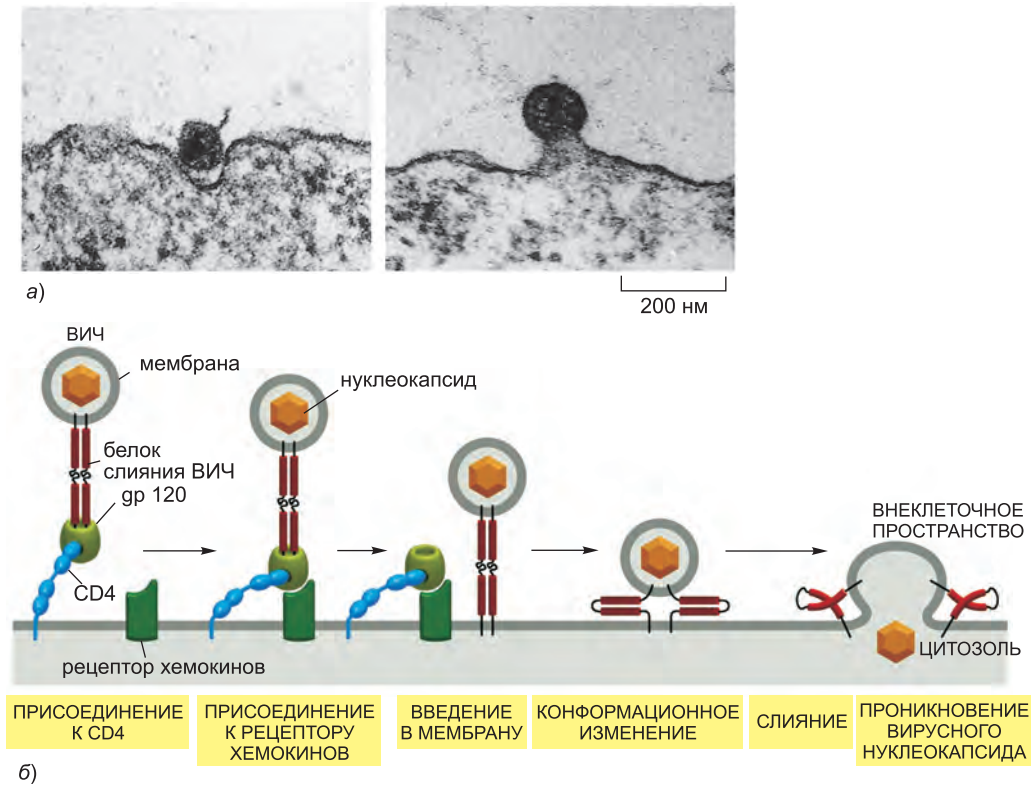 а)
200 нм
ВИЧ
мембрана
нуклеокапсид
белок
слияния ВИЧ
gp 120
CD4
рецептор хемокинов
ВНЕКЛЕТОЧНОЕ
ПРОСТРАНСТВО
ЦИТОЗОЛЬ
ПРИСОЕДИНЕНИЕ
К CD4
ПРИСОЕДИНЕНИЕ
К РЕЦЕПТОРУ
ХЕМОКИНОВ
ВВЕДЕНИЕ
В МЕМБРАНУ
КОНФОРМАЦИОННОЕ
ИЗМЕНЕНИЕ
СЛИЯНИЕ
ПРОНИКНОВЕНИЕ
ВИРУСНОГО
НУКЛЕОКАПСИДА
б)